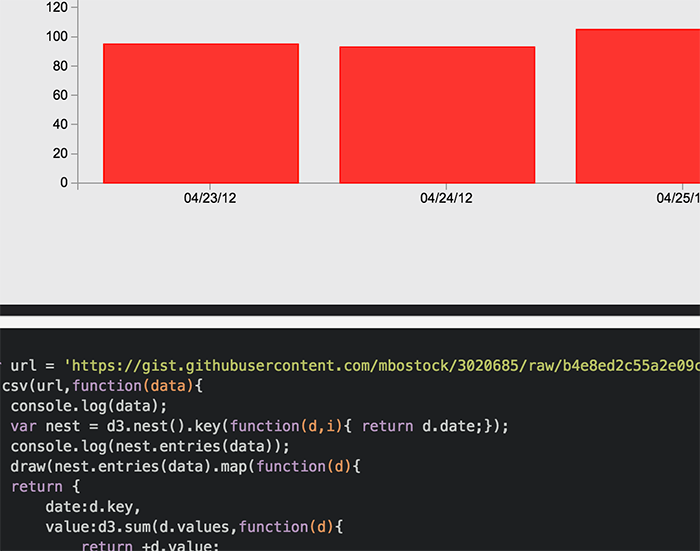 120
100
80
60
40
20
0
04/23/12 04/24/12 04/25/1
url = 'https://gist.githubusercontent.com/mbostock/3020685/raw/b4e8ed2c55a2e09c
csv(url,function(data){
console.log(data);
var nest = d3.nest().key(function(d,i){ return d.date;});
console.log(nest.entries(data));
draw(nest.entries(data).map(function(d){
return {
date:d.key,
value:d3.sum(d.values,function(d){
return +d.value;